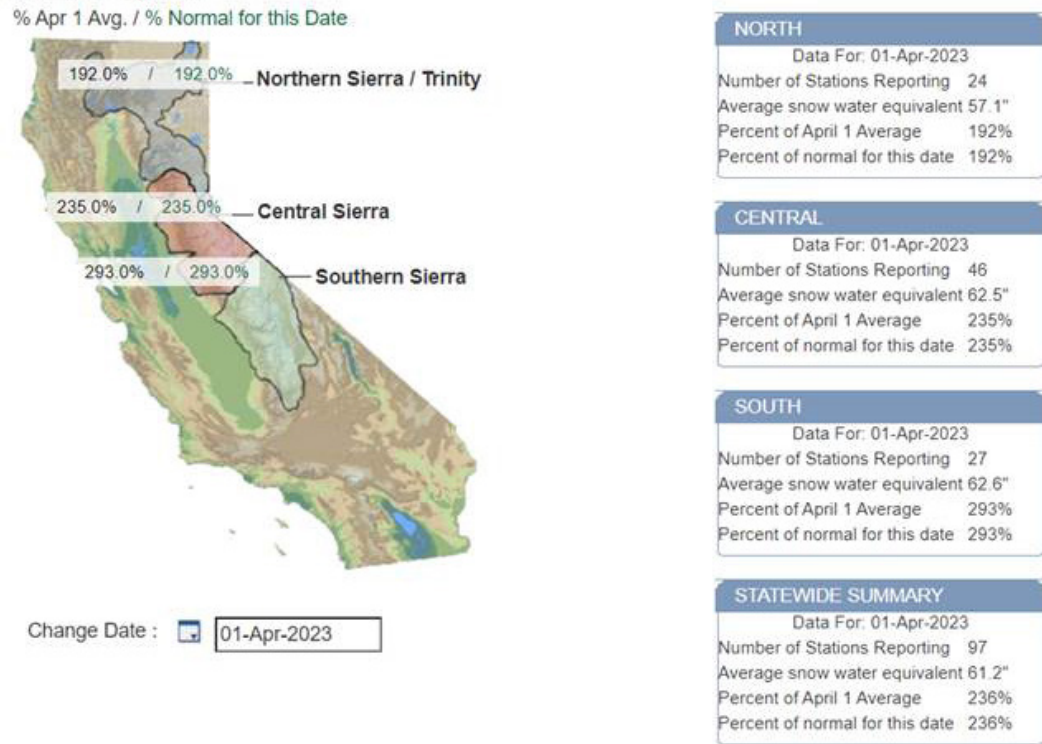 % Apr 1 Avg. / % Normal for this Date
192.0% / 192.0%
Northern Sierra / Trinity
235.0% / 235.0%
Central Sierra
293.0% / 293.0%
Southern Sierra
Change Date :
01-Apr-2023
NORTH
Data For: 01-Apr-2023
Number of Stations Reporting 24
Average snow water equivalent 57.1"
Percent of April 1 Average 192%
Percent of normal for this date 192%
CENTRAL
Data For: 01-Apr-2023
Number of Stations Reporting 46
Average snow water equivalent 62.5"
Percent of April 1 Average 235%
Percent of normal for this date 235%
SOUTH
Data For: 01-Apr-2023
Number of Stations Reporting 27
Average snow water equivalent 62.6"
Percent of April 1 Average 293%
Percent of normal for this date 293%
STATEWIDE SUMMARY
Data For: 01-Apr-2023
Number of Stations Reporting 97
Average snow water equivalent 61.2"
Percent of April 1 Average 236%
Percent of normal for this date 236%